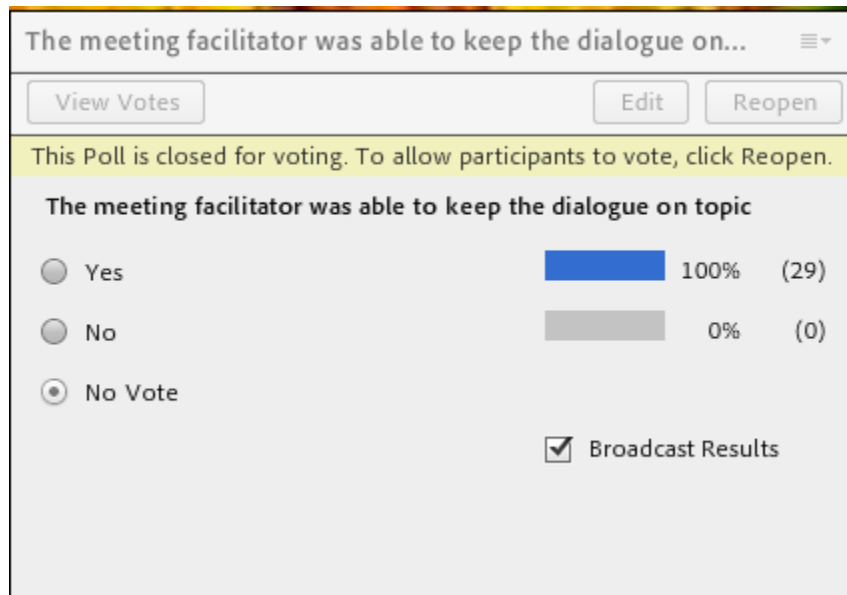 The meeting facilitator was able to keep the dialogue on...
View Votes Edit Reopen
This Poll is closed for voting. To allow participants to vote, click Reopen.
The meeting facilitator was able to keep the dialogue on topic
Yes 100% (29)
No 0% (0)
No Vote
Broadcast Results